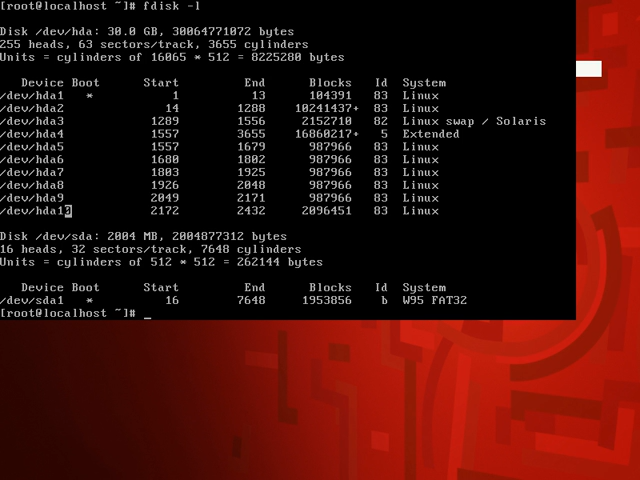 [root@localhost ~]# fdisk -l
Disk /dev/hda: 30.0 GB, 30064771072 bytes
255 heads, 63 sectors/track, 3655 cylinders
Units = cylinders of 16065 * 512 = 8225280 bytes
Device Boot Start End Blocks Id System
/dev/hda1 * 1 13 104391 83 Linux
/dev/hda2 14 1288 10241437+ 83 Linux
/dev/hda3 1289 1556 2152710 82 Linux swap / Solaris
/dev/hda4 1557 3655 16860217+ 5 Extended
/dev/hda5 1557 1679 987966 83 Linux
/dev/hda6 1680 1802 987966 83 Linux
/dev/hda7 1803 1925 987966 83 Linux
/dev/hda8 1926 2048 987966 83 Linux
/dev/hda9 2049 2171 987966 83 Linux
/dev/hda10 2172 2432 2096451 83 Linux
Disk /dev/sda: 2004 MB, 2004877312 bytes
16 heads, 32 sectors/track, 7648 cylinders
Units = cylinders of 512 * 512 = 262144 bytes
Device Boot Start End Blocks Id System
/dev/sda1 * 16 7648 1953856 b W95 FAT32
[root@localhost ~]# _